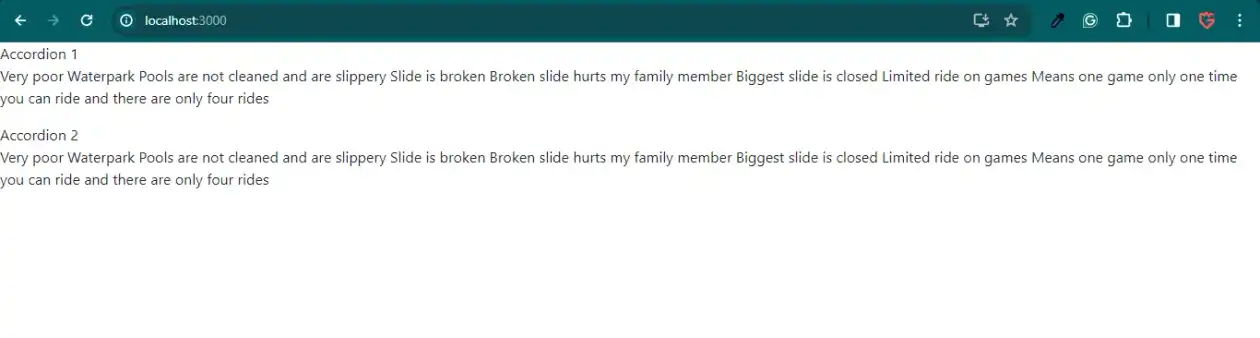 localhost:3000
Accordion 1
Very poor Waterpark Pools are not cleaned and are slippery Slide is broken Broken slide hurts my family member Biggest slide is closed Limited ride on games Means one game only one time
you can ride and there are only four rides
Accordion 2
Very poor Waterpark Pools are not cleaned and are slippery Slide is broken Broken slide hurts my family member Biggest slide is closed Limited ride on games Means one game only one time
you can ride and there are only four rides